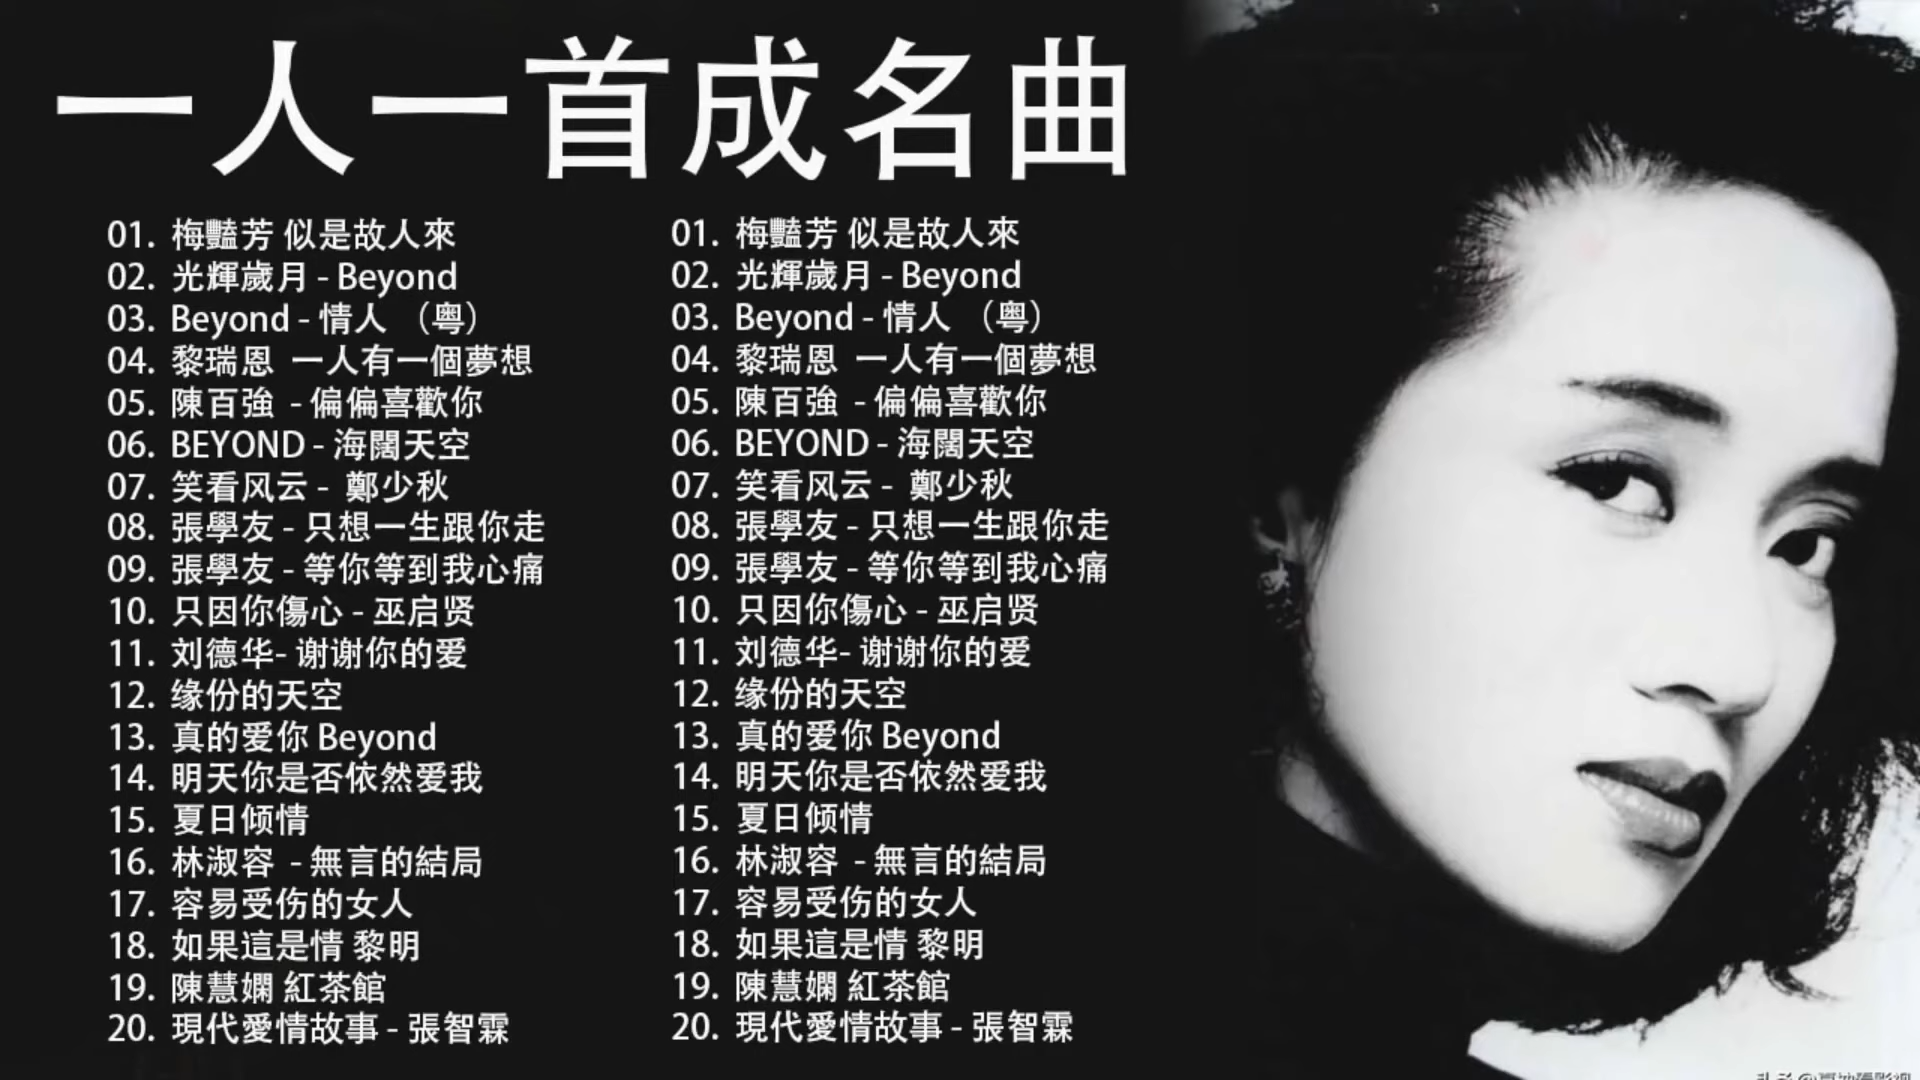 一人一首成名曲
01. 梅豔芳 似是故人來
02. 光輝歲月 - Beyond
03. Beyond - 情人 （粤）
04. 黎瑞恩 一人有一個夢想
05. 陳百強 - 偏偏喜歡你
06. BEYOND - 海闊天空
07. 笑看风云 - 鄭少秋
08. 張學友 - 只想一生跟你走
09. 張學友 - 等你等到我心痛
10. 只因你傷心 - 巫启贤
11. 刘德华- 谢谢你的爱
12. 缘份的天空
13. 真的爱你 Beyond
14. 明天你是否依然爱我
15. 夏日倾情
16. 林淑容 - 無言的結局
17. 容易受伤的女人
18. 如果這是情 黎明
19. 陳慧嫻 紅茶館
20. 現代愛情故事 - 張智霖
01. 梅豔芳 似是故人來
02. 光輝歲月 - Beyond
03. Beyond - 情人 （粤）
04. 黎瑞恩 一人有一個夢想
05. 陳百強 - 偏偏喜歡你
06. BEYOND - 海闊天空
07. 笑看风云 - 鄭少秋
08. 張學友 - 只想一生跟你走
09. 張學友 - 等你等到我心痛
10. 只因你傷心 - 巫启贤
11. 刘德华- 谢谢你的爱
12. 缘份的天空
13. 真的爱你 Beyond
14. 明天你是否依然爱我
15. 夏日倾情
16. 林淑容 - 無言的結局
17. 容易受伤的女人
18. 如果這是情 黎明
19. 陳慧嫻 紅茶館
20. 現代愛情故事 - 張智霖